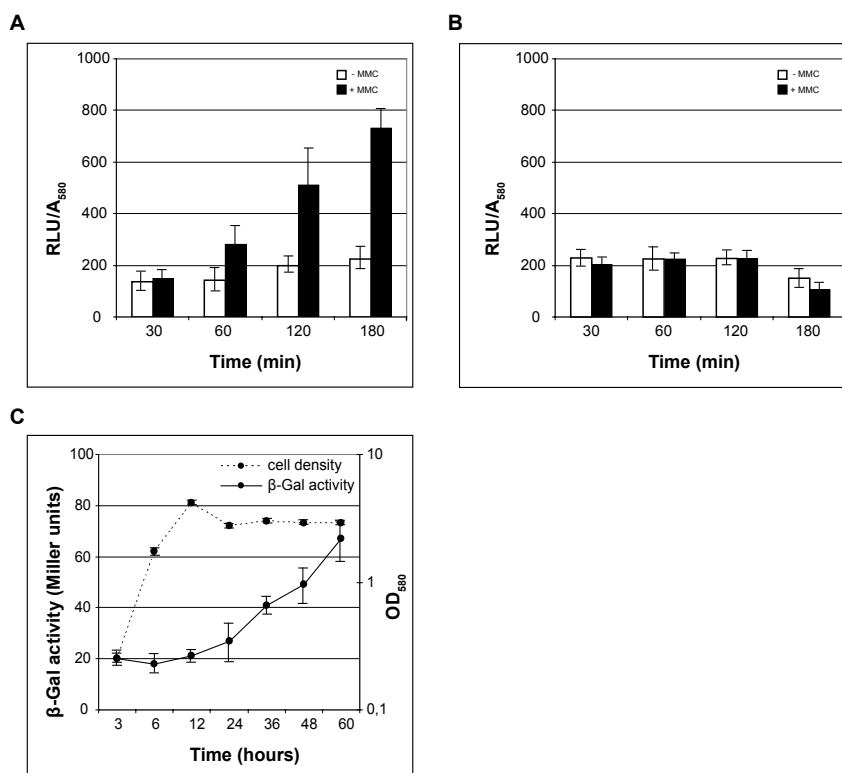 A
1000
800
600
400
200
0
RLU/A580
- MMC
+ MMC
30 60 120 180
Time (min)
B
1000
800
600
400
200
0
RLU/A580
- MMC
+ MMC
30 60 120 180
Time (min)
C
100
80
60
40
20
0
β-Gal activity (Miller units)
cell density
β-Gal activity
10
1
0,1
OD580
3 6 12 24 36 48 60
Time (hours)